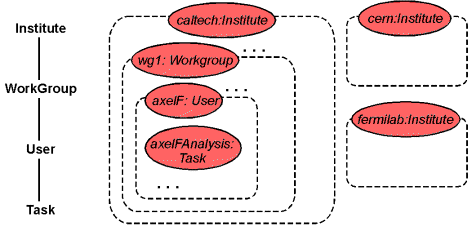 Institute
WorkGroup
User
Task
caltech:Institute
. . .
wg1: Workgroup
. . .
axelF: User
axelFAnalysis:
Task
. . .
cern:Institute
fermilab:Institute